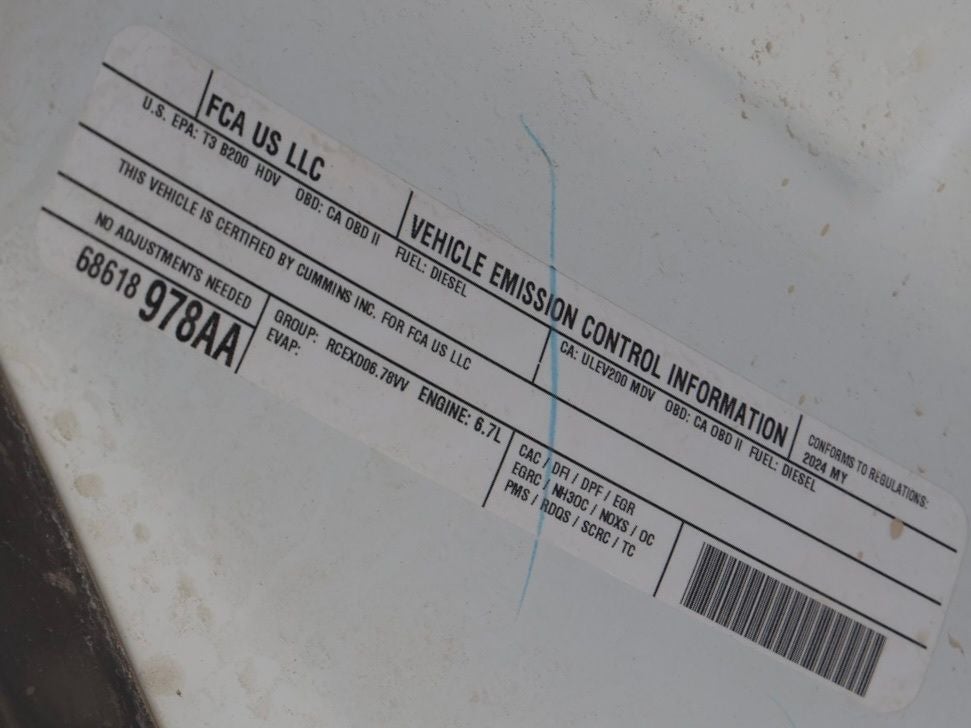 FCA US LLC
VEHICLE EMISSION CONTROL INFORMATION
CONFORMS TO REGULATIONS:
2024 MY
U.S. EPA: T3 B200 HDV OBD: CA OBD II FUEL: DIESEL
CA: ULEV200 MDV OBD: CA OBD II FUEL: DIESEL
THIS VEHICLE IS CERTIFIED BY CUMMINS INC. FOR FCA US LLC
NO ADJUSTMENTS NEEDED
68618978AA
GROUP: RCEXD06.78VV ENGINE: 6.7L
EVAP:
CAC / DFI / DPF / EGR
EGRC / NH3OC / NOXS / OC
PMS / RDQS / SCRC / TC